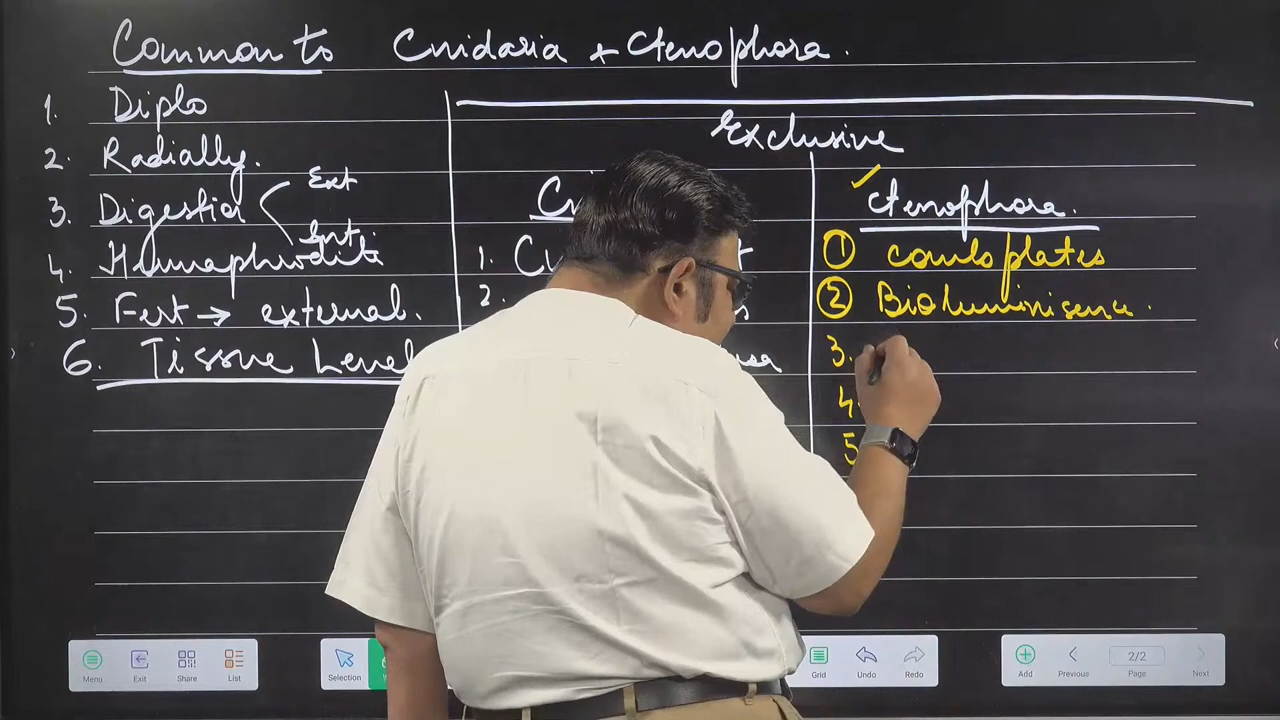 Common to Cnidaria + Ctenophora.
1. Diplo
2. Radially.
3. Digestion
Ext
Int.
4. Hermaphrodite
5. Fert → external.
6. Tissue Level
Exclusive
1.
2.
✓ Ctenophora.
① comb plates
② Bioluminisence.
3.
4.
5
Menu
Exit
Share
List
Selection
Grid
Undo
Redo
Add
Previous
2/2
Page
Next